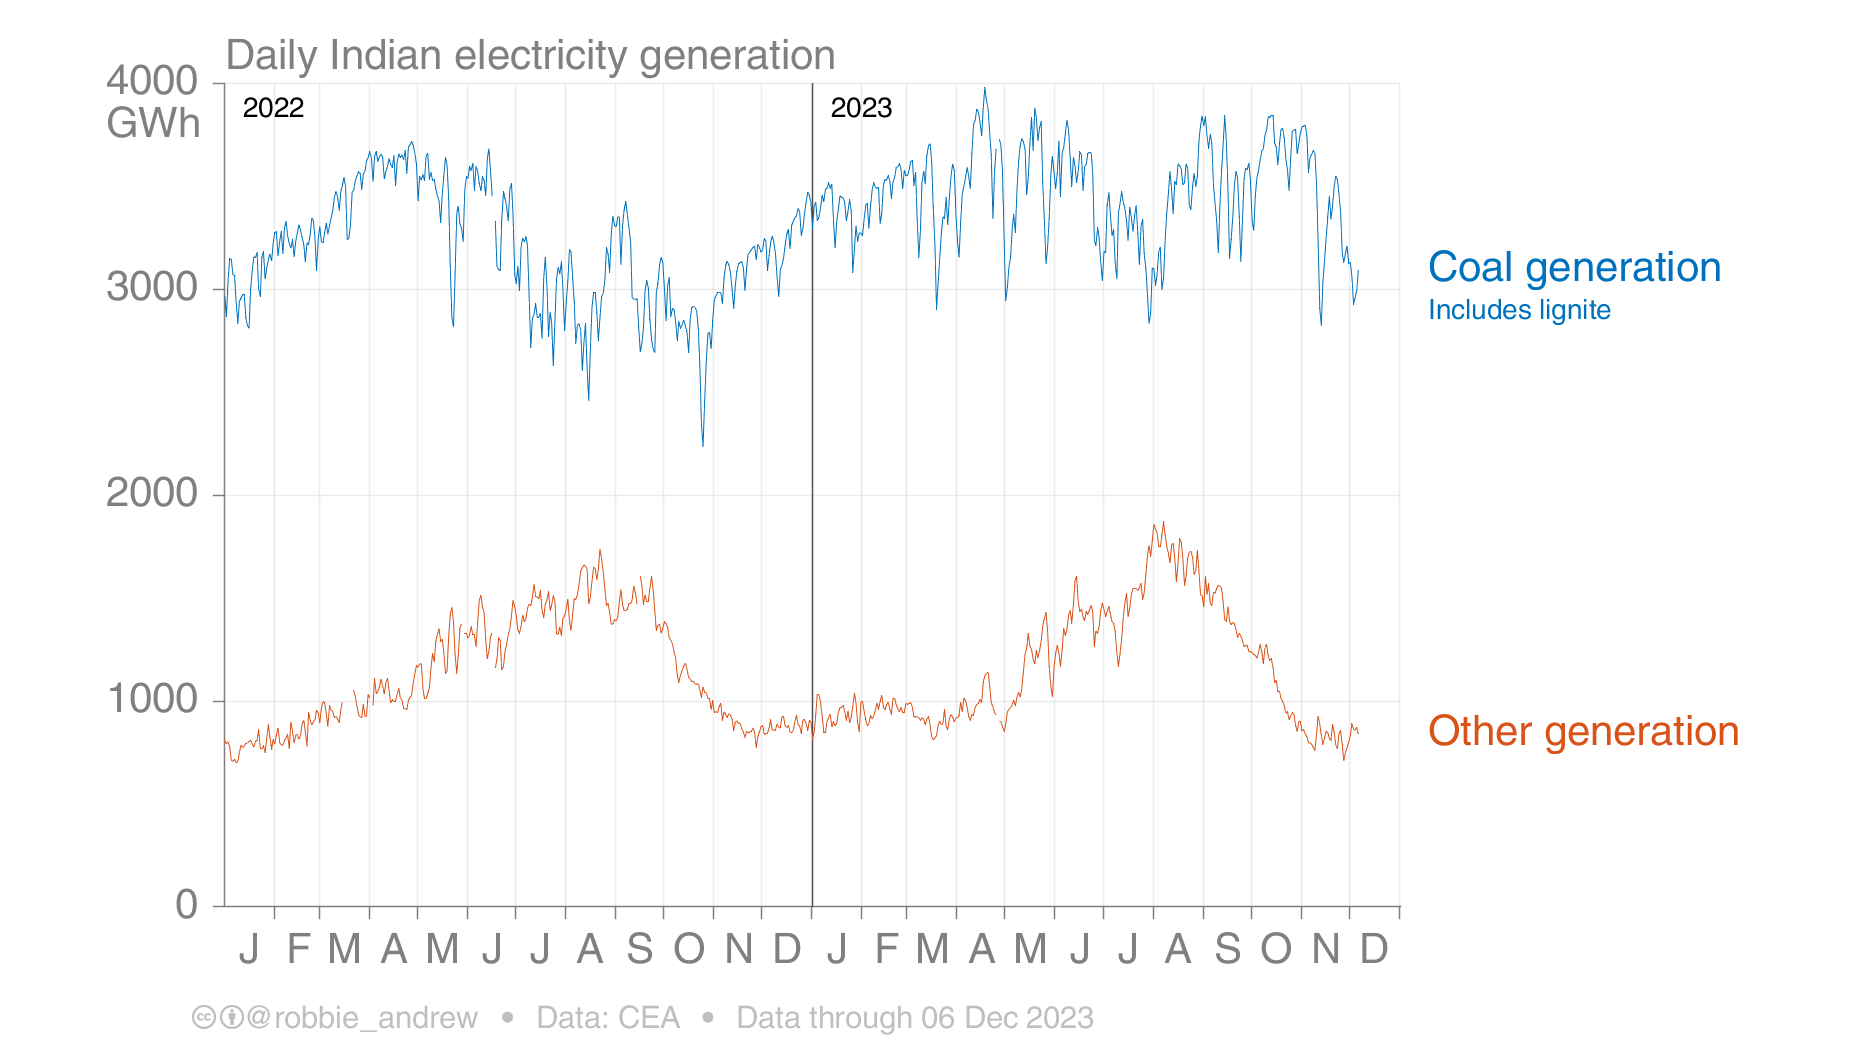 Daily Indian electricity generation
4000
GWh
2022
2023
3000
2000
1000
0
Coal generation
Includes lignite
Other generation
J F M A M J J A S O N D J F M A M J J A S O N D
@robbie_andrew • Data: CEA • Data through 06 Dec 2023